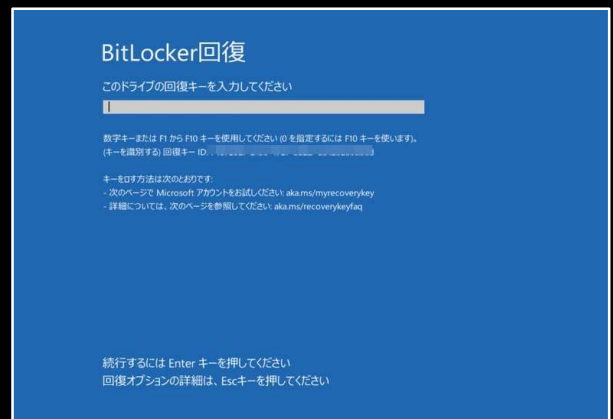 BitLocker回復
このドライブの回復キーを入力してください
数字キーまたは F1 から F10 キーを使用してください (0 を指定するには F10 キーを使います)。
(キーを識別する) 回復キー ID:
キーを口す方法は次のとおりです:
- 次のページで Microsoft アカウントをお試しください: aka.ms/myrecoverykey
- 詳細については、次のページを参照してください: aka.ms/recoverykeyfaq
続行するには Enter キーを押してください
回復オプションの詳細は、Escキーを押してください